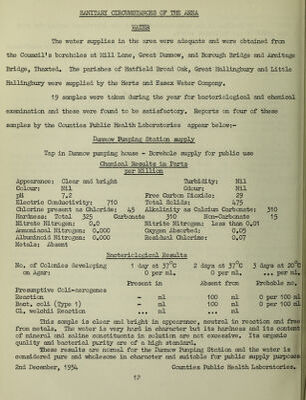 SANITARY CIRCUMSTANCES OF THE AREA
WATER
The water supplies in the area were adequate and were obtained from
the Council's boreholes at Mill Lane, Great Dunmow, and Borough Bridge and Armitage
Bridge, Thaxted. The parishes of Hatfield Broad Oak, Great Hallingbury and Little
Hallingbury were supplied by the Herts and Essex Water Company.
19 samples were taken during the year for bacteriological and chemical
examination and these were found to be satisfactory. Reports on four of these
samples by the Counties Public Health Laboratories appear below:-
Dunmow Pumping Station supply
Tap in Dunmow pumping house - Borehole supply for public use
Chemical Results in Parts
per Million
Appearance: Clear and bright Turbidity: Nil
Colour: Nil Odour: Nil
pH 7.2 Free Carbon Dioxide: 29
Electric Conductivity: 710 Total Solids: 475
Chlorine present as Chloride: 45 Alkalinity as Calcium Carbonate: 310
Hardness: Total 325 Carbonate 310 Non-Carbonate 15
Nitrate Nitrogen: 0.0 Nitrite Nitrogen: Less than 0.01
Ammoniacal Nitrogen: 0.000 Oxygen Absorbed: 0.05
Albuminoid Nitrogen: 0.000 Residual Chlorine: 0.07
Metals: Absent
Bacteriological Results
No. of Colonies developing 1 day at 37°C 2 days at 37°C 3 days at 20°C
on Agar: 0 per ml. 0 per ml. ... per ml.
Present in Absent from Probable no.
Presumptive Coli-aerogenes
Reaction - ml 100 ml 0 per 100 ml
Bact. coli (Type 1) - ml 100 ml 0 per 100 ml
Cl. welchii Reaction ... ml ... ml
This sample is clear and bright in appearance, neutral in reaction and free
from metals. The water is very hard in character but its hardness and its content
of mineral and saline constituents in solution are not excessive. Its organic
quality and bacterial purity are of a high standard.
These results are normal for the Dunmow Pumping Station and the water is
considered pure and wholesome in character and suitable for public supply purposes
2nd December, 1954 Counties Public Health Laboratories.